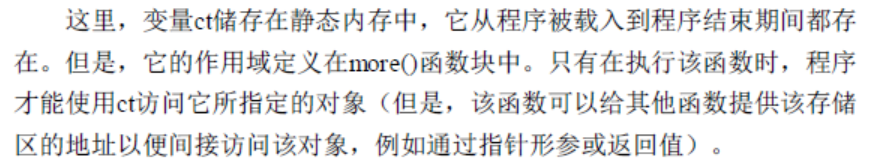 这里，变量ct储存在静态内存中，它从程序被载入到程序结束期间都存
在。但是，它的作用域定义在more()函数块中。只有在执行该函数时，程序
才能使用ct访问它所指定的对象（但是，该函数可以给其他函数提供该存储
区的地址以便间接访问该对象，例如通过指针形参或返回值）。